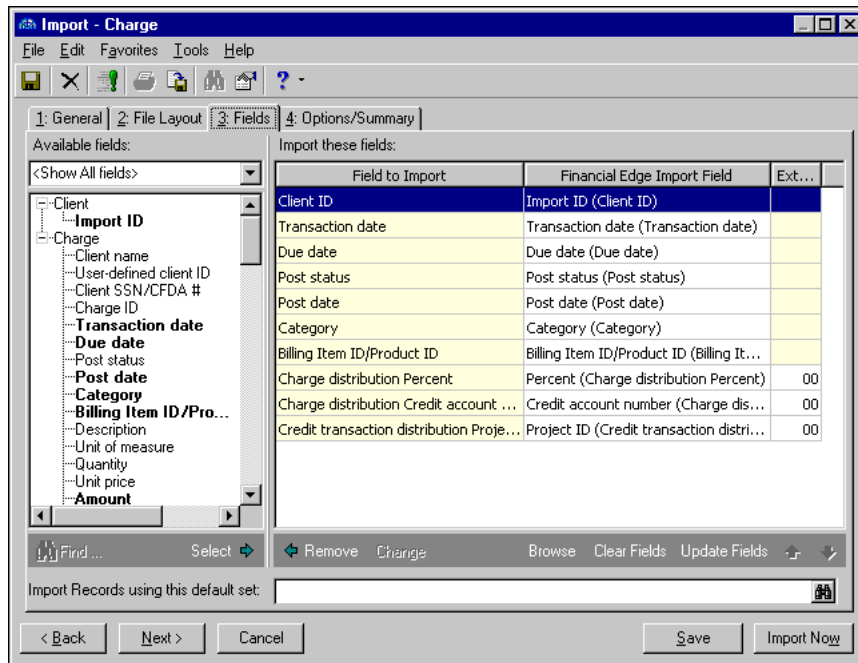 Import - Charge
File Edit Favorites Tools Help
?
1: General 2: File Layout 3: Fields 4: Options/Summary
Available fields:
<Show All fields>
Client
Import ID
Charge
Client name
User-defined client ID
Client SSN/CFDA #
Charge ID
Transaction date
Due date
Post status
Post date
Category
Billing Item ID/Pro...
Description
Unit of measure
Quantity
Unit price
Amount
Find ... Select
Import these fields:
Field to Import Financial Edge Import Field Ext...
Client ID Import ID (Client ID)
Transaction date Transaction date (Transaction date)
Due date Due date (Due date)
Post status Post status (Post status)
Post date Post date (Post date)
Category Category (Category)
Billing Item ID/Product ID Billing Item ID/Product ID (Billing It...
Charge distribution Percent Percent (Charge distribution Percent) 00
Charge distribution Credit account ... Credit account number (Charge dis... 00
Credit transaction distribution Proje... Project ID (Credit transaction distri... 00
Remove Change Browse Clear Fields Update Fields
Import Records using this default set:
< Back Next > Cancel Save Import Now